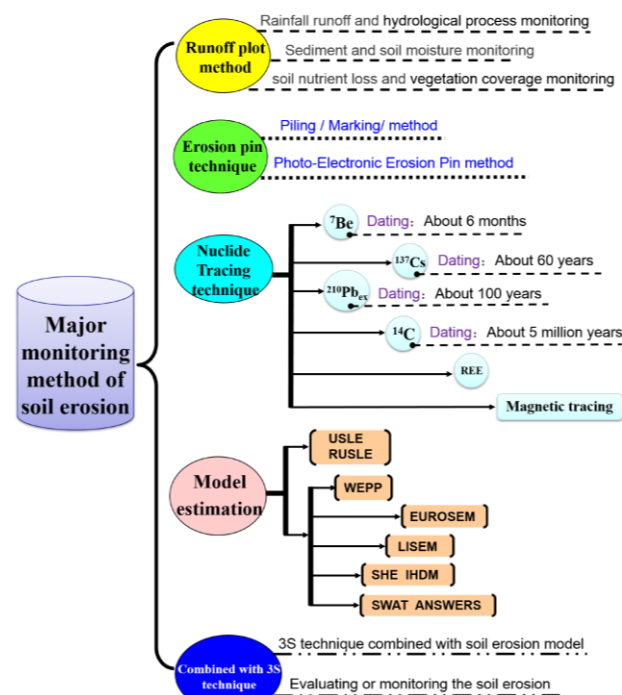 Major
monitoring
method of
soil erosion
Runoff plot
method
Rainfall runoff and hydrological process monitoring
Sediment and soil moisture monitoring
soil nutrient loss and vegetation coverage monitoring
Erosion pin
technique
Piling / Marking/ method
Photo-Electronic Erosion Pin method
Nuclide
Tracing
technique
⁷Be Dating： About 6 months
¹³⁷Cs Dating： About 60 years
²¹⁰Pbₑₓ Dating： About 100 years
¹⁴C Dating： About 5 million years
REE
Magnetic tracing
Model
estimation
USLE
RUSLE
WEPP
EUROSEM
LISEM
SHE IHDM
SWAT ANSWERS
Combined with 3S
technique
3S technique combined with soil erosion model
Evaluating or monitoring the soil erosion